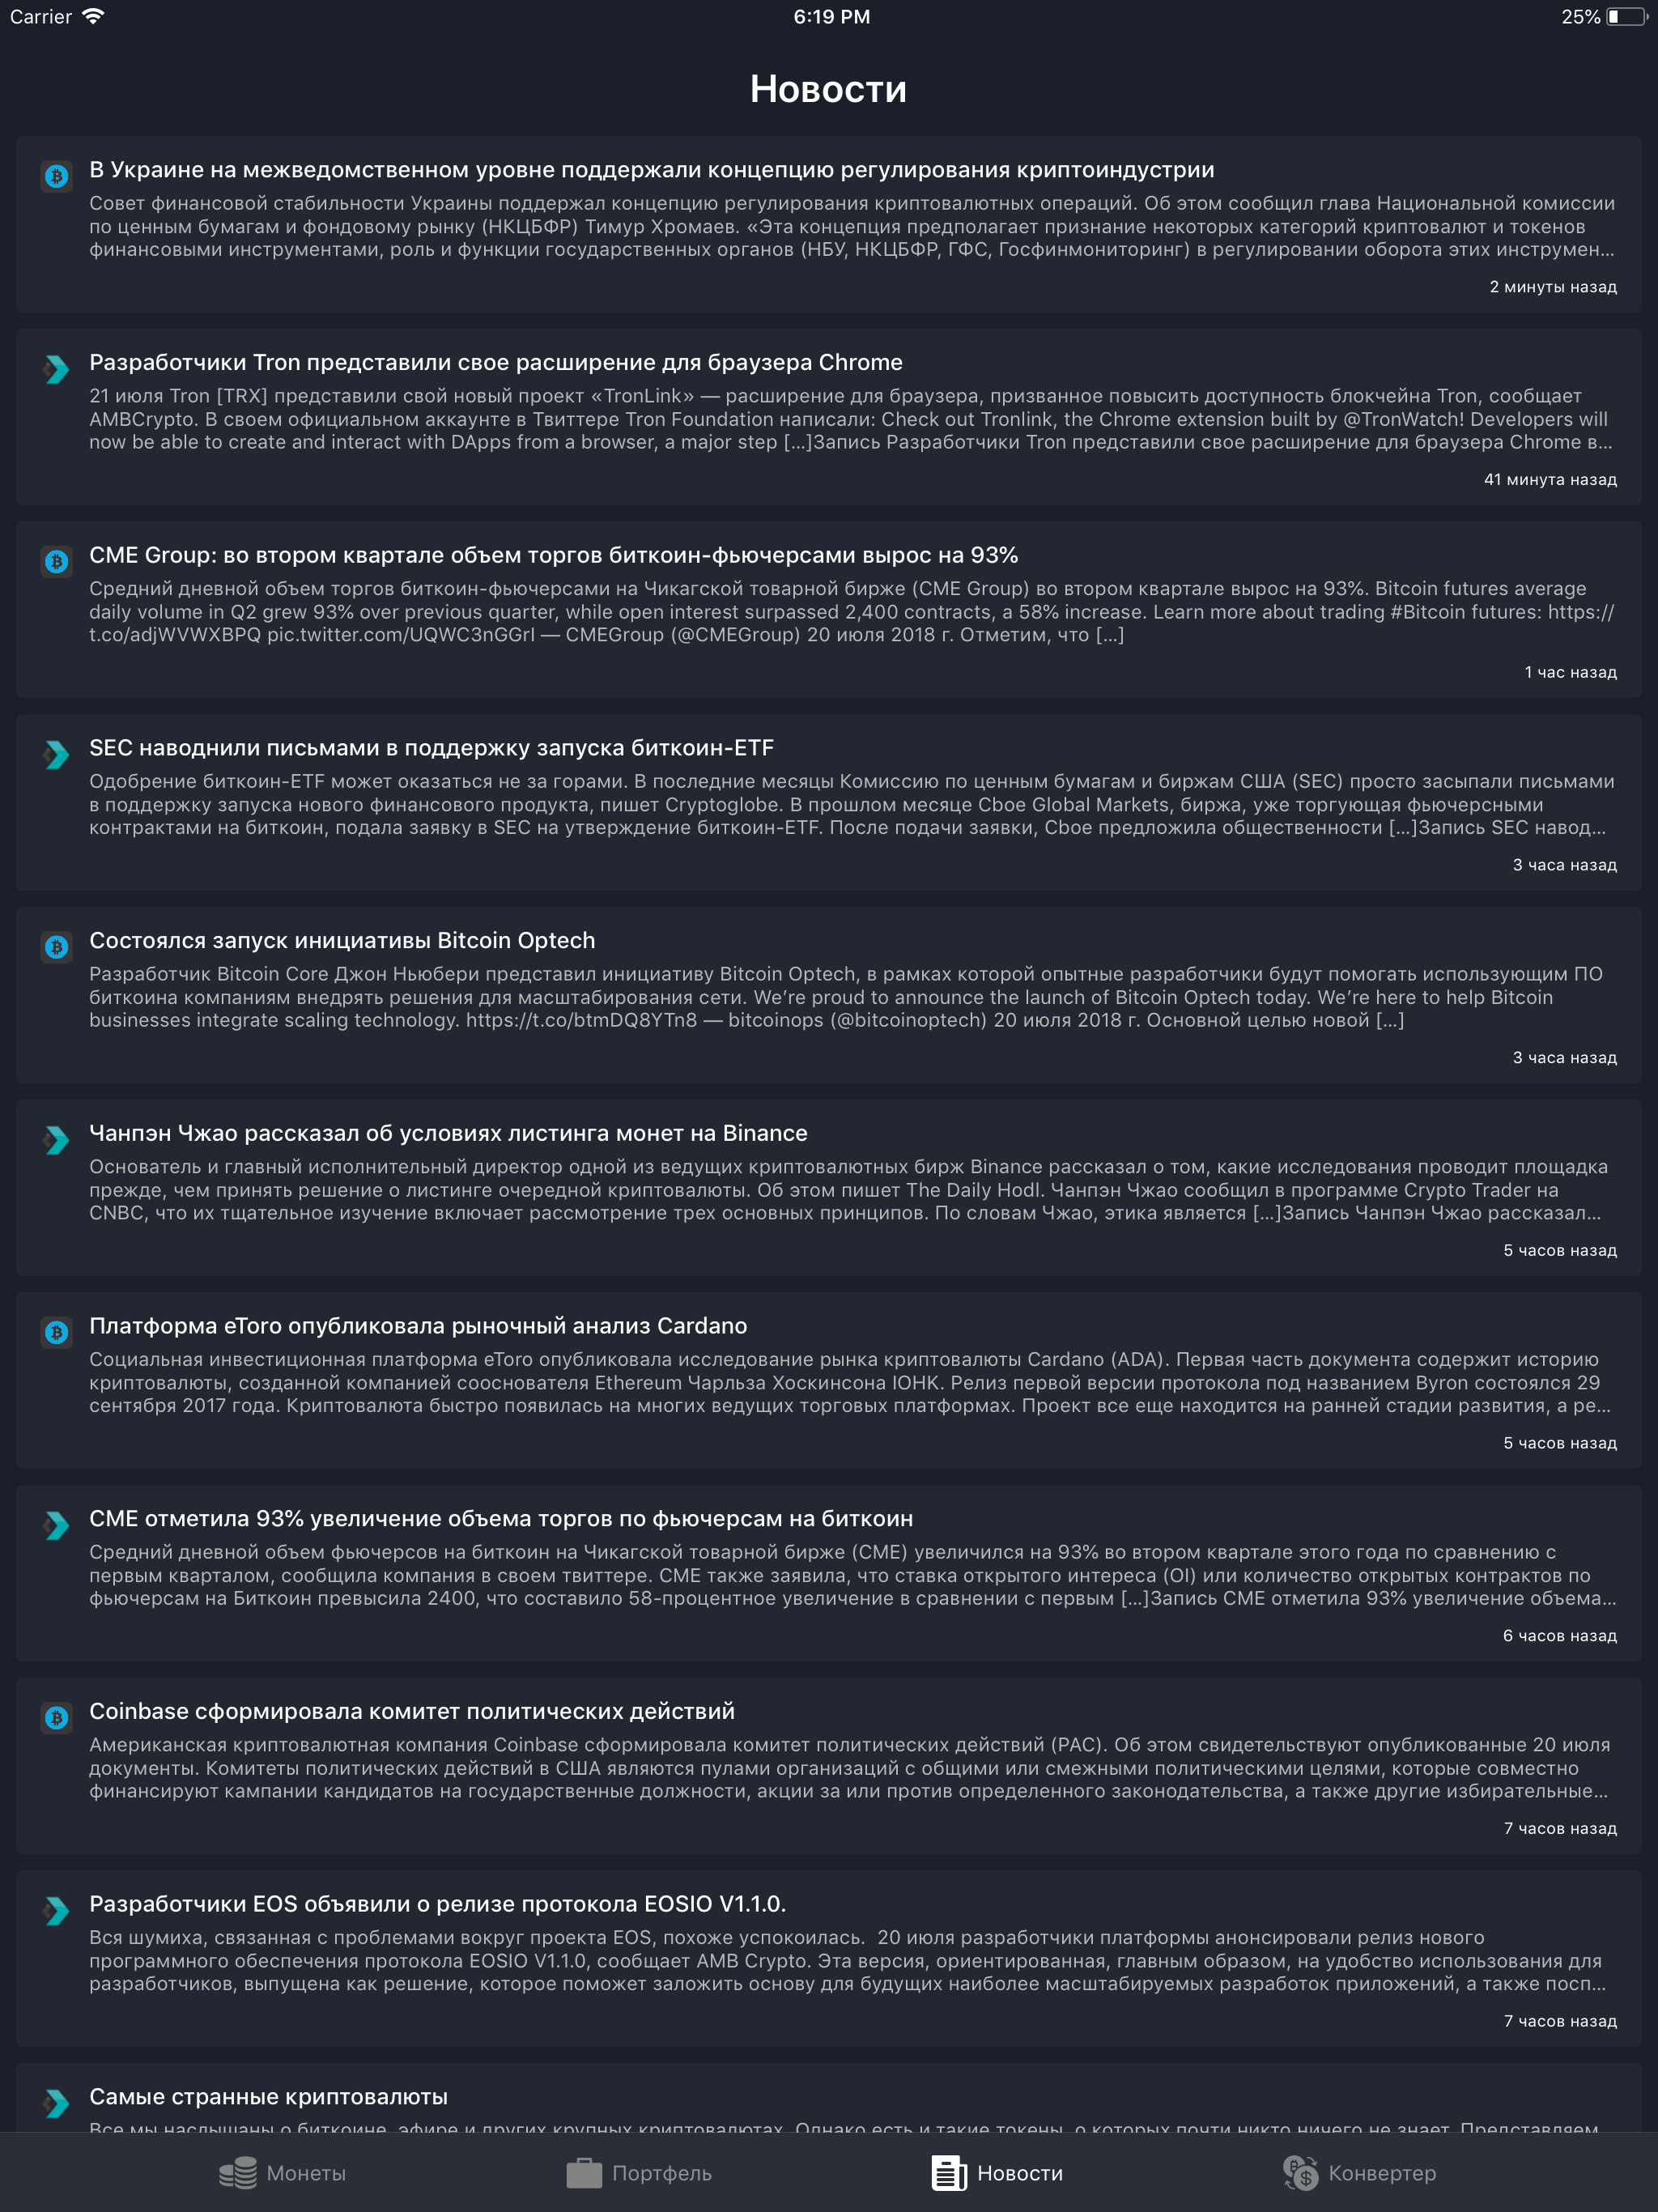 Carrier 6:19 PM 25%
Новости
В Украине на межведомственном уровне поддержали концепцию регулирования криптоиндустрии
Совет финансовой стабильности Украины поддержал концепцию регулирования криптовалютных операций. Об этом сообщил глава Национальной комиссии
по ценным бумагам и фондовому рынку (НКЦБФР) Тимур Хромаев. «Эта концепция предполагает признание некоторых категорий криптовалют и токенов
финансовыми инструментами, роль и функции государственных органов (НБУ, НКЦБФР, ГФС, Госфинмониторинг) в регулировании оборота этих инструмен...
2 минуты назад
Разработчики Tron представили свое расширение для браузера Chrome
21 июля Tron [TRX] представили свой новый проект «TronLink» — расширение для браузера, призванное повысить доступность блокчейна Tron, сообщает
AMBCrypto. В своем официальном аккаунте в Твиттере Tron Foundation написали: Check out Tronlink, the Chrome extension built by @TronWatch! Developers will
now be able to create and interact with DApps from a browser, a major step [...]Запись Разработчики Tron представили свое расширение для браузера Chrome в...
41 минута назад
CME Group: во втором квартале объем торгов биткоин-фьючерсами вырос на 93%
Средний дневной объем торгов биткоин-фьючерсами на Чикагской товарной бирже (CME Group) во втором квартале вырос на 93%. Bitcoin futures average
daily volume in Q2 grew 93% over previous quarter, while open interest surpassed 2,400 contracts, a 58% increase. Learn more about trading #Bitcoin futures: https://
t.co/adjWVWXBPQ pic.twitter.com/UQWC3nGGrI — CMEGroup (@CMEGroup) 20 июля 2018 г. Отметим, что [...]
1 час назад
SEC наводнили письмами в поддержку запуска биткоин-ETF
Одобрение биткоин-ETF может оказаться не за горами. В последние месяцы Комиссию по ценным бумагам и биржам США (SEC) просто засыпали письмами
в поддержку запуска нового финансового продукта, пишет Cryptoglobe. В прошлом месяце Cboe Global Markets, биржа, уже торгующая фьючерсными
контрактами на биткоин, подала заявку в SEC на утверждение биткоин-ETF. После подачи заявки, Cboe предложила общественности [...]Запись SEC навод...
3 часа назад
Состоялся запуск инициативы Bitcoin Optech
Разработчик Bitcoin Core Джон Ньюбери представил инициативу Bitcoin Optech, в рамках которой опытные разработчики будут помогать использующим ПО
биткоина компаниям внедрять решения для масштабирования сети. We’re proud to announce the launch of Bitcoin Optech today. We’re here to help Bitcoin
businesses integrate scaling technology. https://t.co/btmDQ8YTn8 — bitcoinops (@bitcoinoptech) 20 июля 2018 г. Основной целью новой [...]
3 часа назад
Чанпэн Чжао рассказал об условиях листинга монет на Binance
Основатель и главный исполнительный директор одной из ведущих криптовалютных бирж Binance рассказал о том, какие исследования проводит площадка
прежде, чем принять решение о листинге очередной криптовалюты. Об этом пишет The Daily Hodl. Чанпэн Чжао сообщил в программе Crypto Trader на
CNBC, что их тщательное изучение включает рассмотрение трех основных принципов. По словам Чжао, этика является [...]Запись Чанпэн Чжао рассказал...
5 часов назад
Платформа eToro опубликовала рыночный анализ Cardano
Социальная инвестиционная платформа eToro опубликовала исследование рынка криптовалюты Cardano (ADA). Первая часть документа содержит историю
криптовалюты, созданной компанией сооснователя Ethereum Чарльза Хоскинсона IOHK. Релиз первой версии протокола под названием Byron состоялся 29
сентября 2017 года. Криптовалюта быстро появилась на многих ведущих торговых платформах. Проект все еще находится на ранней стадии развития, а ре...
5 часов назад
CME отметила 93% увеличение объема торгов по фьючерсам на биткоин
Средний дневной объем фьючерсов на биткоин на Чикагской товарной бирже (CME) увеличился на 93% во втором квартале этого года по сравнению с
первым кварталом, сообщила компания в своем твиттере. CME также заявила, что ставка открытого интереса (OI) или количество открытых контрактов по
фьючерсам на Биткоин превысила 2400, что составило 58-процентное увеличение в сравнении с первым [...]Запись CME отметила 93% увеличение объема...
6 часов назад
Coinbase сформировала комитет политических действий
Американская криптовалютная компания Coinbase сформировала комитет политических действий (PAC). Об этом свидетельствуют опубликованные 20 июля
документы. Комитеты политических действий в США являются пулами организаций с общими или смежными политическими целями, которые совместно
финансируют кампании кандидатов на государственные должности, акции за или против определенного законодательства, а также другие избирательные...
7 часов назад
Разработчики EOS объявили о релизе протокола EOSIO V1.1.0.
Вся шумиха, связанная с проблемами вокруг проекта EOS, похоже успокоилась.  20 июля разработчики платформы анонсировали релиз нового
программного обеспечения протокола EOSIO V1.1.0, сообщает AMB Crypto. Эта версия, ориентированная, главным образом, на удобство использования для
разработчиков, выпущена как решение, которое поможет заложить основу для будущих наиболее масштабируемых разработок приложений, а также посп...
7 часов назад
Самые странные криптовалюты
Все мы наслышаны о биткоине, эфире и других крупных криптовалютах. Однако есть и такие токены, о которых почти никто ничего не знает. Представляем
Монеты Портфель Новости Конвертер